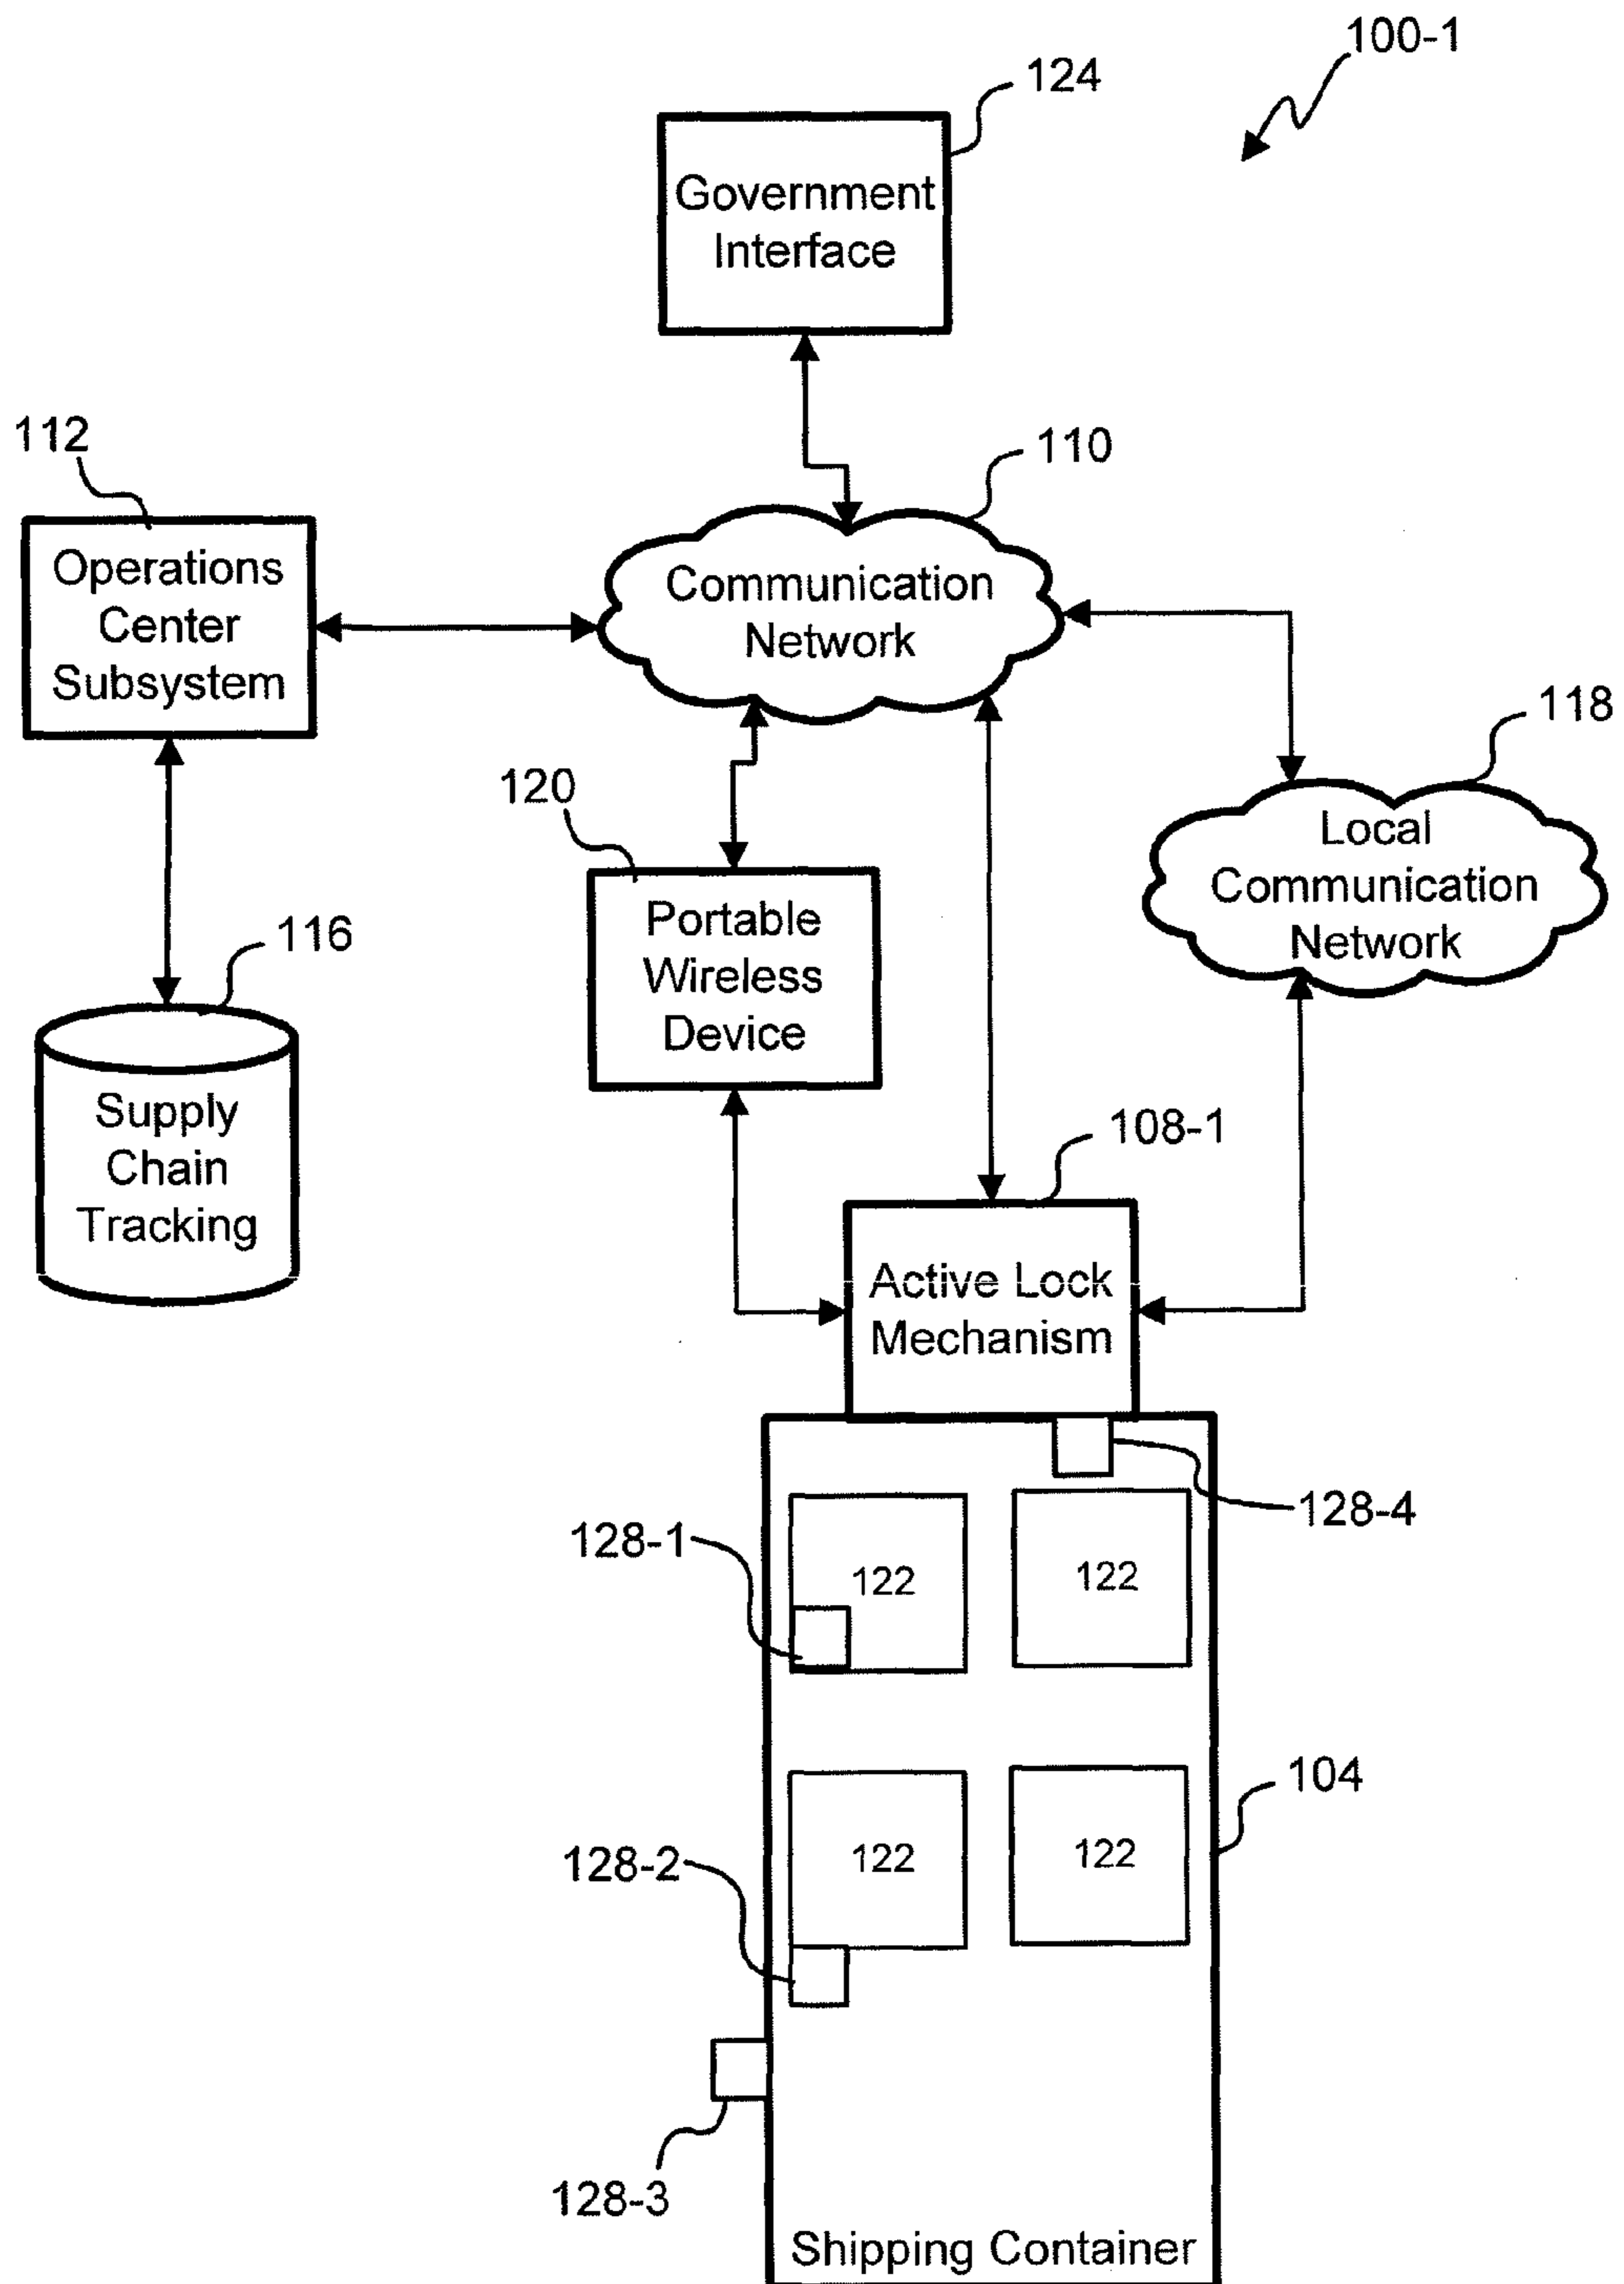 100-1
124
Government
Interface
112
110
Operations
Center
Subsystem
Communication
Network
118
120
Local
Communication
Network
Portable
Wireless
Device
116
Supply
Chain
Tracking
108-1
Active Lock
Mechanism
128-4
128-1
122
122
104
128-2
122
122
128-3
Shipping Container